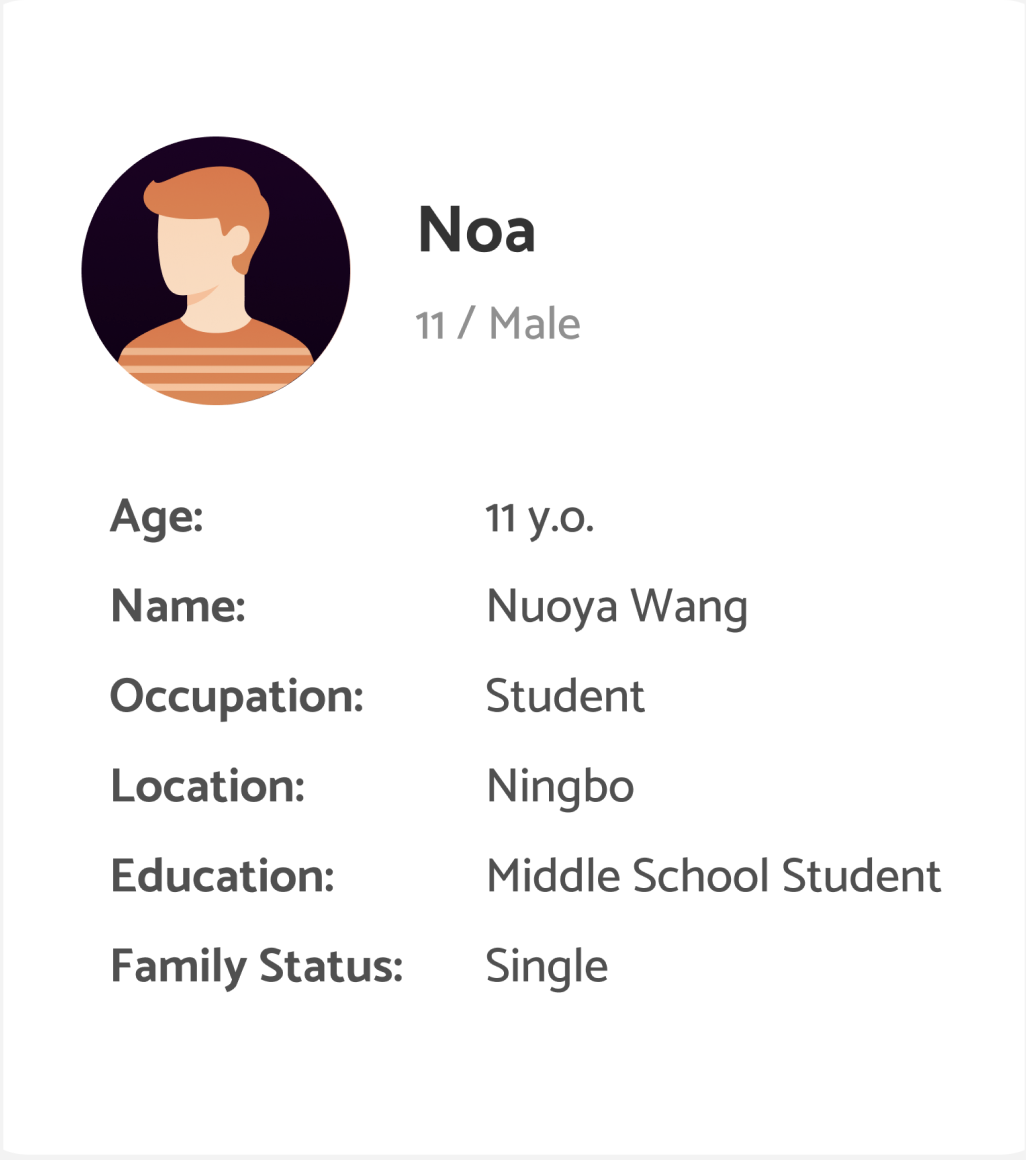 Noa
11 / Male
Age: 11 y.o.
Name: Nuoya Wang
Occupation: Student
Location: Ningbo
Education: Middle School Student
Family Status: Single